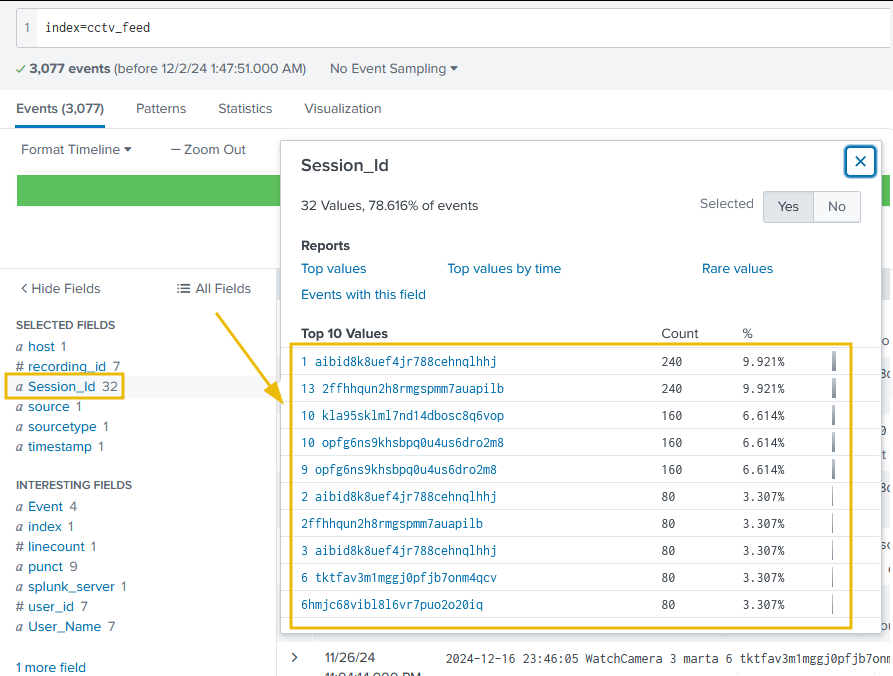 1 index=cctv_feed
3,077 events (before 12/2/24 1:47:51.000 AM) No Event Sampling
Events (3,077) Patterns Statistics Visualization
Format Timeline — Zoom Out
Session_Id
32 Values, 78.616% of events
Selected Yes No
Reports
Top values Top values by time Rare values
Events with this field
Top 10 Values Count %
1 aibid8k8uef4jr788cehnqlhhj 240 9.921%
13 2ffhhqun2h8rmgspmm7auapilb 240 9.921%
10 kla95sklml7nd14dbosc8q6vop 160 6.614%
10 opfg6ns9khsbpq0u4us6dro2m8 160 6.614%
9 opfg6ns9khsbpq0u4us6dro2m8 160 6.614%
2 aibid8k8uef4jr788cehnqlhhj 80 3.307%
2ffhhqun2h8rmgspmm7auapilb 80 3.307%
3 aibid8k8uef4jr788cehnqlhhj 80 3.307%
6 tktfav3m1mggj0pfjb7onm4qcv 80 3.307%
6hmjc68vibl8l6vr7puo2o20iq 80 3.307%
Hide Fields All Fields
SELECTED FIELDS
a host 1
# recording_id 7
a Session_Id 32
a source 1
a sourcetype 1
a timestamp 1
INTERESTING FIELDS
a Event 4
a index 1
# linecount 1
a punct 9
a splunk_server 1
# user_id 7
a User_Name 7
1 more field
11/26/24 2024-12-16 23:46:05 WatchCamera 3 marta 6 tktfav3m1mggj0pfjb7onm